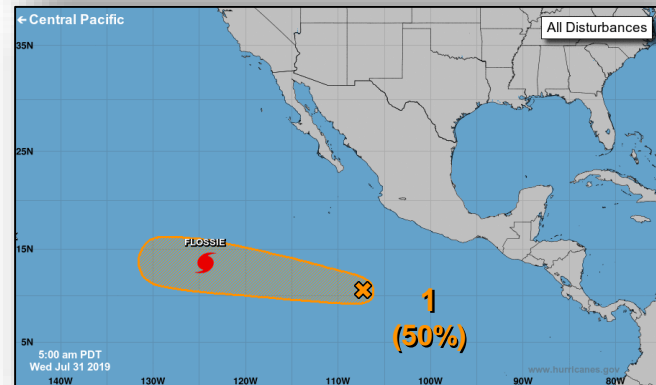 ← Central Pacific
All Disturbances
35N
25N
FLOSSIE
15N
1
(50%)
5N
5:00 am PDT
Wed Jul 31 2019
www.hurricanes.gov
140W 130W 120W 110W 100W 90W 80W